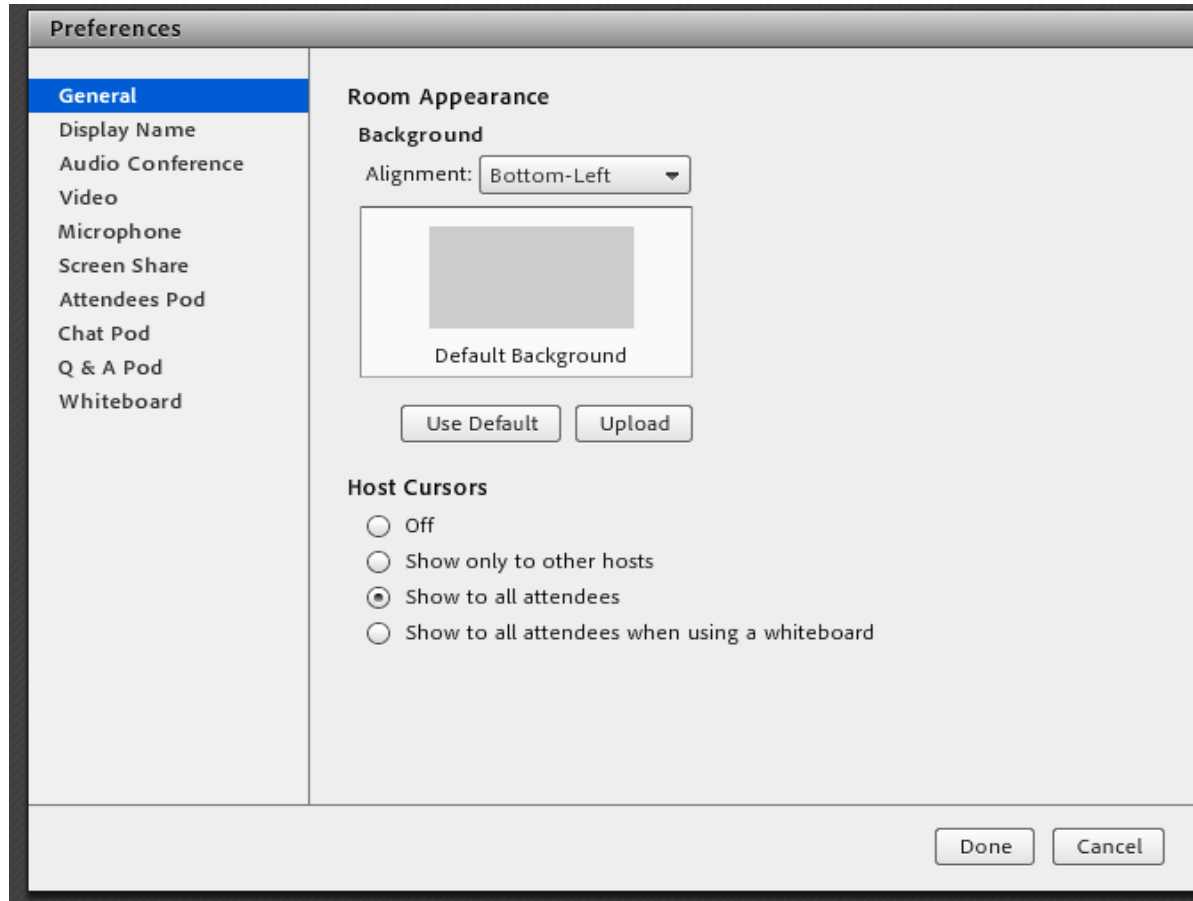 Preferences
General
Display Name
Audio Conference
Video
Microphone
Screen Share
Attendees Pod
Chat Pod
Q & A Pod
Whiteboard
Room Appearance
Background
Alignment: Bottom-Left
Default Background
Use Default Upload
Host Cursors
Off
Show only to other hosts
Show to all attendees
Show to all attendees when using a whiteboard
Done Cancel